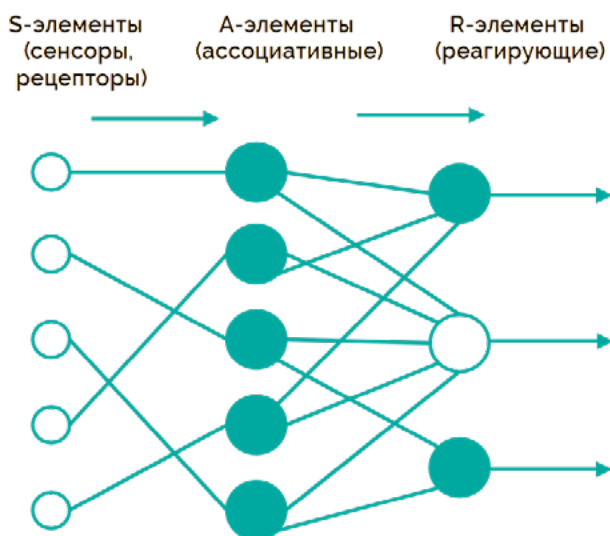 S-элементы
(сенсоры,
рецепторы)
А-элементы
(ассоциативные)
R-элементы
(реагирующие)